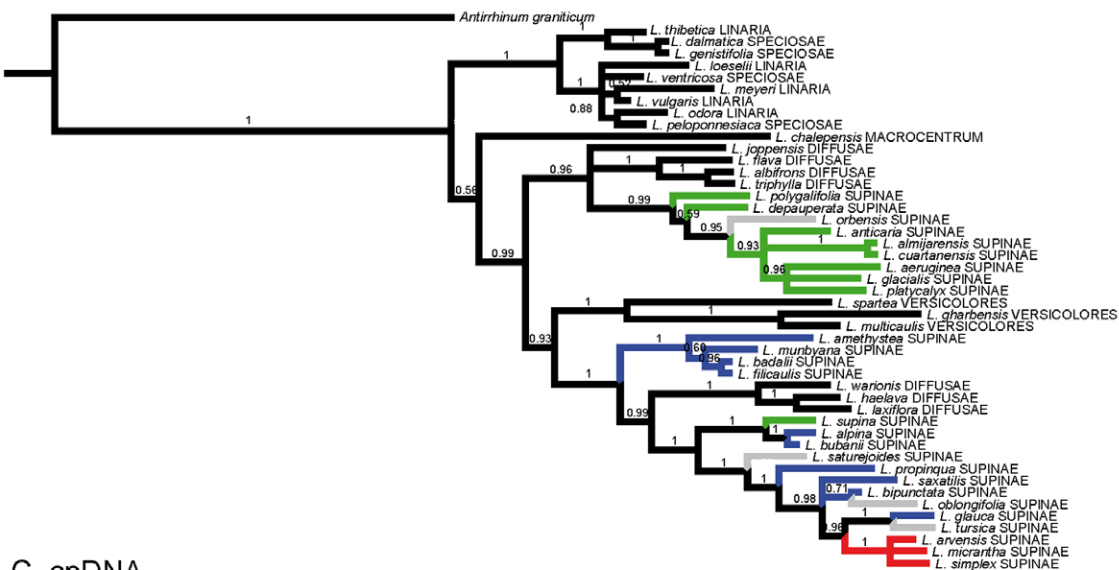 Antirrhinum graniticum
1
L. thibetica LINARIA
1
L. dalmatica SPECIOSAE
L. genistifolia SPECIOSAE
1
L. loeselii LINARIA
1
L. ventricosa SPECIOSAE
L. meyeri LINARIA
L. vulgaris LINARIA
0.88
L. odora LINARIA
1
L. peloponnesiaca SPECIOSAE
L. chalepensis MACROCENTRUM
L. joppensis DIFFUSAE
1
L. flava DIFFUSAE
0.96
1
L. albifrons DIFFUSAE
L. triphylla DIFFUSAE
0.56
L. polygalifolia SUPINAE
0.99
L. depauperata SUPINAE
0.59
L. orbensis SUPINAE
0.95
L. anticaria SUPINAE
1
L. almijarensis SUPINAE
0.93
0.99
L. cuartanensis SUPINAE
L. aeruginea SUPINAE
0.96
L. glacialis SUPINAE
L. platycalyx SUPINAE
1
L. spartea VERSICOLORES
1
L. gharbensis VERSICOLORES
L. multicaulis VERSICOLORES
0.93
1
L. amethystea SUPINAE
0.60
L. munbyana SUPINAE
0.96
L. badalii SUPINAE
1
L. filicaulis SUPINAE
1
L. warionis DIFFUSAE
1
L. haelava DIFFUSAE
L. laxiflora DIFFUSAE
0.99
1
L. supina SUPINAE
1
L. alpina SUPINAE
1
L. bubanii SUPINAE
L. saturejoides SUPINAE
1
L. propinqua SUPINAE
1
L. saxatilis SUPINAE
0.71
L. bipunctata SUPINAE
0.98
L. oblongifolia SUPINAE
1
L. glauca SUPINAE
0.96
L. tursica SUPINAE
L. arvensis SUPINAE
1
L. micrantha SUPINAE
L. simplex SUPINAE